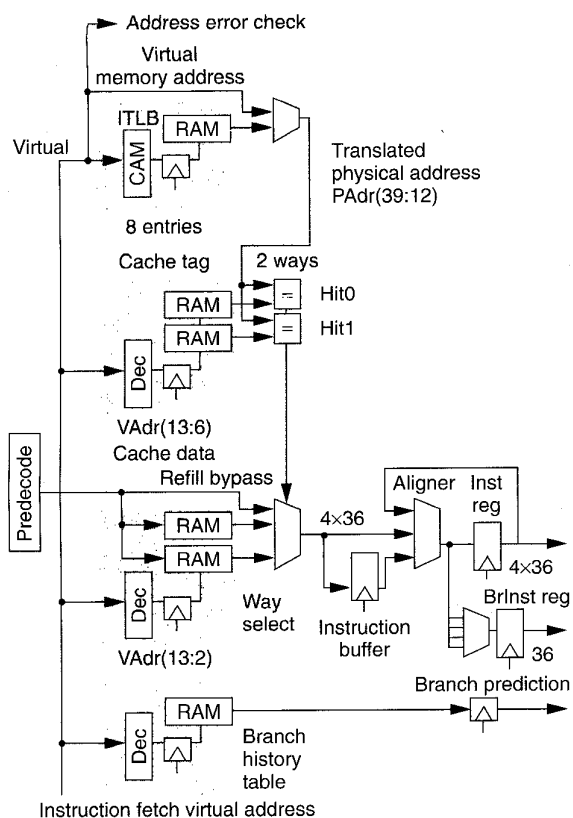 Address error check
Virtual
memory address
ITLB
RAM
Virtual
CAM
Translated
physical address
PAdr(39:12)
8 entries
Cache tag
2 ways
RAM
=
Hit0
RAM
=
Hit1
Dec
VAdr(13:6)
Cache data
Refill bypass
Predecode
Aligner
Inst
reg
4×36
RAM
RAM
4×36
Dec
Way
select
Instruction
buffer
BrInst reg
36
VAdr(13:2)
Branch prediction
RAM
Dec
Branch
history
table
Instruction fetch virtual address